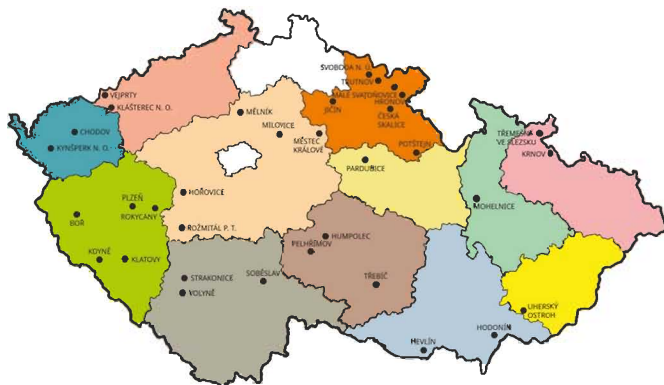 SVOBODA N. Ú.
TRUTNOV
VEJPRTY
MALÉ SVATOŇOVICE
KLÁŠTEREC N. O.
HRONOV
JIČÍN
MĚLNÍK
ČESKÁ
SKALICE
CHODOV
MILOVICE
MĚSTEC
KRÁLOVÉ
TŘEMEŠNÁ
VE SLEZSKU
KYNŠPERK N. O.
POTŠTEJN
KRNOV
PARDUBICE
HOŘOVICE
PLZEŇ
MOHELNICE
BOR
ROKYCANY
ROŽMITÁL P. T.
HUMPOLEC
PELHŘIMOV
KDYNĚ
KLATOVY
STRAKONICE
SOBĚSLAV
TŘEBÍČ
VOLYNĚ
UHERSKÝ
OSTROH
HODONÍN
HEVLÍN